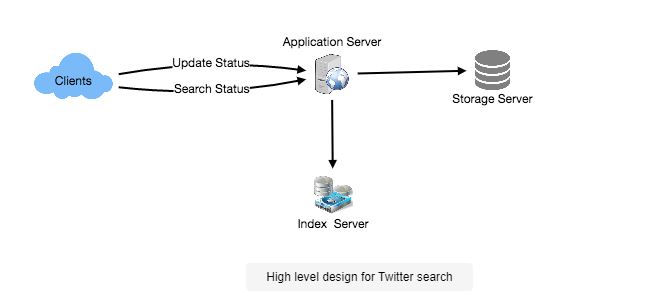 Application Server
Update Status
Clients
Search Status
Storage Server
Index Server
High level design for Twitter search